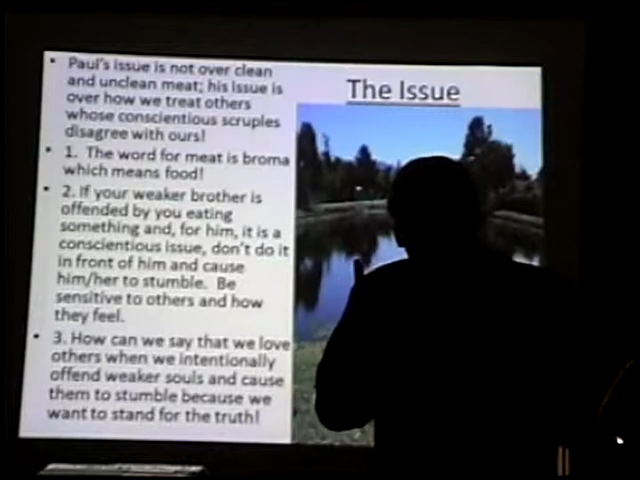 The Issue
• Paul's issue is not over clean
and unclean meat; his issue is
over how we treat others
whose conscientious scruples
disagree with ours!
• 1. The word for meat is broma
which means food!
• 2. If your weaker brother is
offended by you eating
something and, for him, it is a
conscientious issue, don't do it
in front of him and cause
him/her to stumble. Be
sensitive to others and how
they feel.
• 3. How can we say that we love
others when we intentionally
offend weaker souls and cause
them to stumble because we
want to stand for the truth!